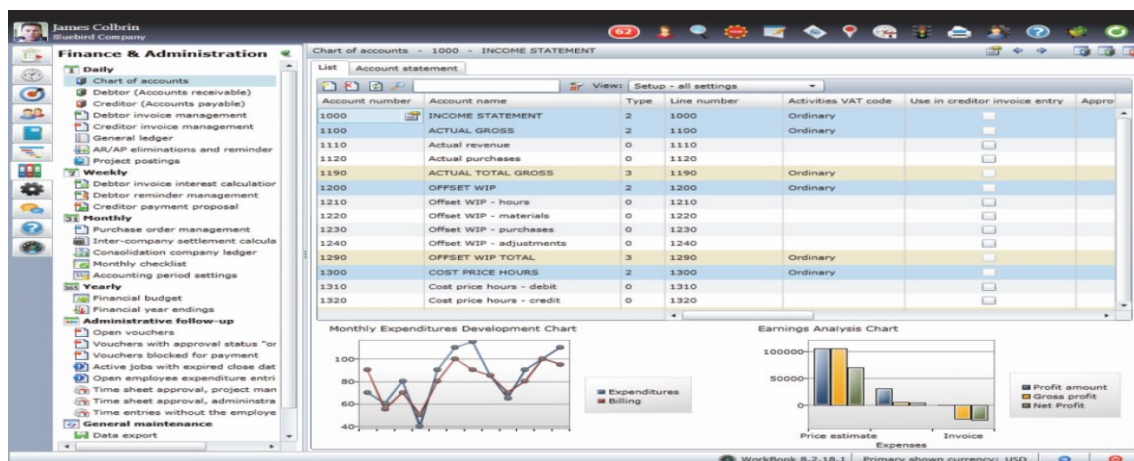 James Colbrin
Bluebird Company
62
Finance & Administration
Daily
Chart of accounts
Debtor (Accounts receivable)
Creditor (Accounts payable)
Debtor invoice management
Creditor invoice management
General ledger
AR/AP eliminations and reminder
Project postings
Weekly
Debtor invoice interest calculatior
Debtor reminder management
Creditor payment proposal
Monthly
Purchase order management
Inter-company settlement calcula
Consolidation company ledger
Monthly checklist
Accounting period settings
Yearly
Financial budget
Financial year endings
Administrative follow-up
Open vouchers
Vouchers with approval status "or
Vouchers blocked for payment
Active jobs with expired close dat
Open employee expenditure entri
Time sheet approval, project man
Time sheet approval, admininstra
Time entries without the employe
General maintenance
Data export
Chart of accounts - 1000 - INCOME STATEMENT
List Account statement
View: Setup - all settings
Account number Account name Type Line number Activities VAT code Use in creditor invoice entry Appro
1000 INCOME STATEMENT 2 1000 Ordinary
1100 ACTUAL GROSS 2 1100 Ordinary
1110 Actual revenue 0 1110
1120 Actual purchases 0 1120
1190 ACTUAL TOTAL GROSS 3 1190 Ordinary
1200 OFFSET WIP 2 1200 Ordinary
1210 Offset WIP - hours 0 1210
1220 Offset WIP - materials 0 1220
1230 Offset WIP - purchases 0 1230
1240 Offset WIP - adjustments 0 1240
1290 OFFSET WIP TOTAL 3 1290 Ordinary
1300 COST PRICE HOURS 2 1300 Ordinary
1310 Cost price hours - debit 0 1310
1320 Cost price hours - credit 0 1320
Monthly Expenditures Development Chart
100
80
60
40
Expenditures
Billing
Earnings Analysis Chart
100000
50000
0
Profit amount
Gross profit
Net Profit
Price estimate Invoice
Expenses
WorkBook 8.2.18.1 Primary shown currency: USD